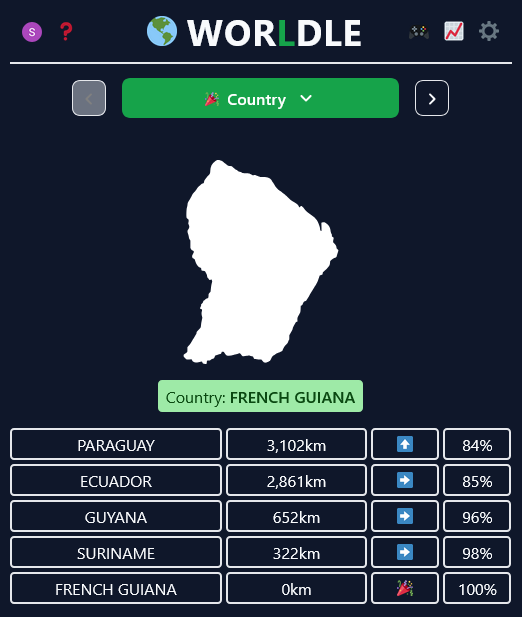 S ❓ WORLDLE
Country
Country: FRENCH GUIANA
PARAGUAY 3,102km ⬆️ 84%
ECUADOR 2,861km ➡️ 85%
GUYANA 652km ➡️ 96%
SURINAME 322km ➡️ 98%
FRENCH GUIANA 0km 🎉 100%